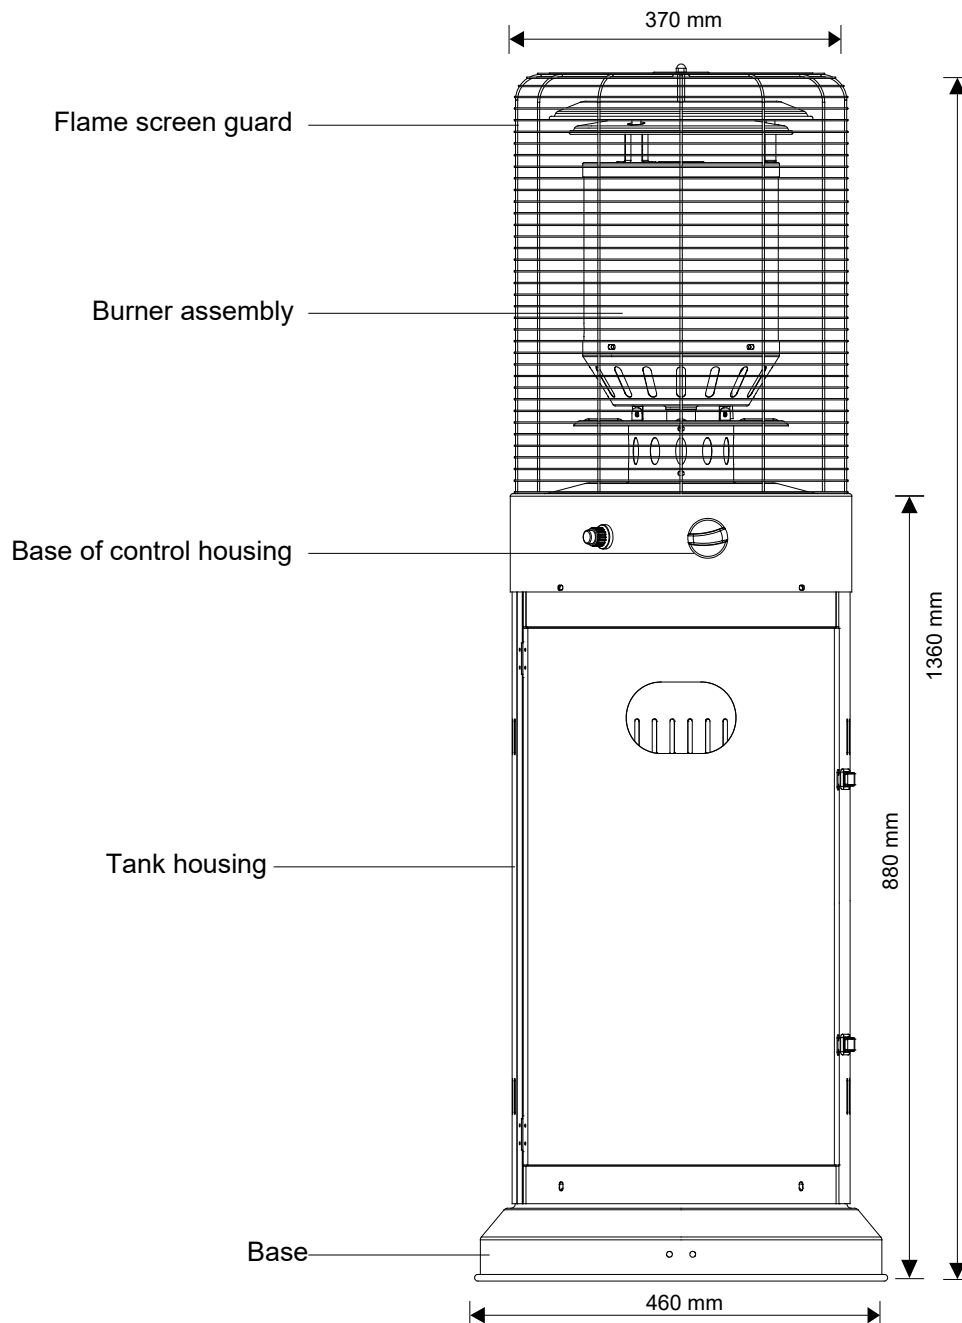 370 mm
Flame screen guard
Burner assembly
Base of control housing
1360 mm
880 mm
Tank housing
Base
460 mm